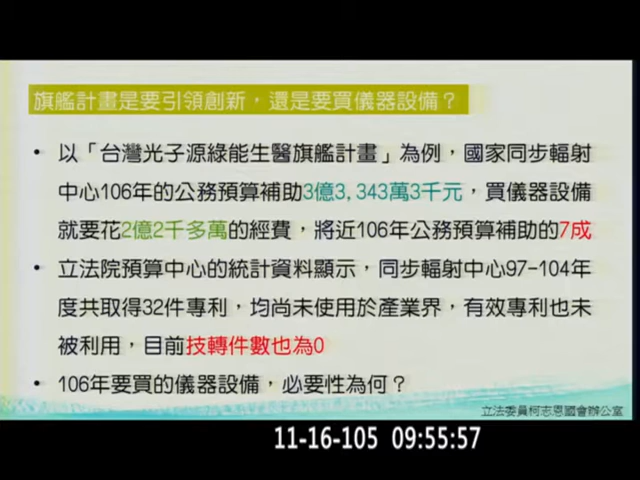 旗艦計畫是要引領創新，還是要買儀器設備？
• 以「台灣光子源綠能生醫旗艦計畫」為例，國家同步輻射
中心106年的公務預算補助3億3,343萬3千元，買儀器設備
就要花2億2千多萬的經費，將近106年公務預算補助的7成
• 立法院預算中心的統計資料顯示，同步輻射中心97-104年
度共取得32件專利，均尚未使用於產業界，有效專利也未
被利用，目前技轉件數也為0
• 106年要買的儀器設備，必要性為何？
立法委員柯志恩國會辦公室
11-16-105 09:55:57